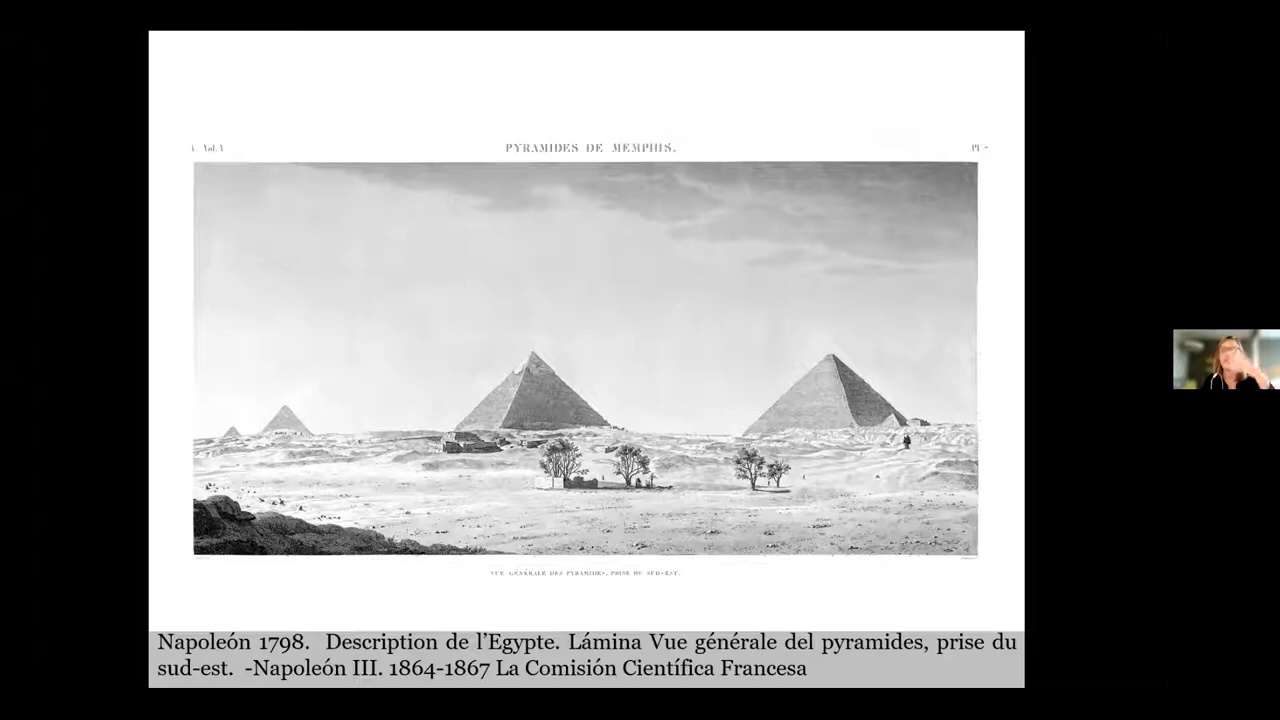 PYRAMIDES DE MEMPHIS.
VUE GÉNÉRALE DES PYRAMIDES, PRISE DU SUD-EST.
Napoleón 1798. Description de l’Egypte. Lámina Vue générale del pyramides, prise du
sud-est. -Napoleón III. 1864-1867 La Comisión Científica Francesa